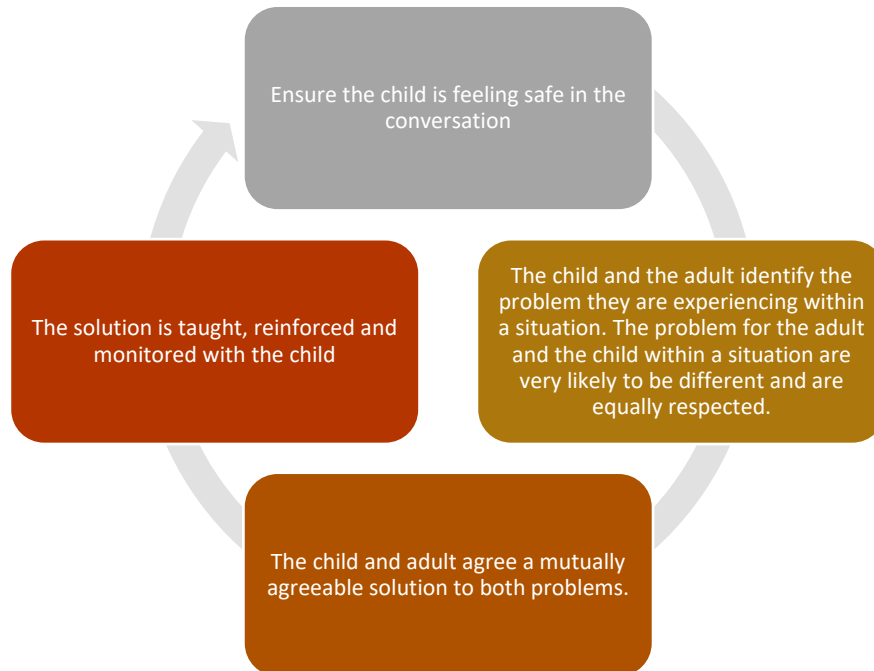 Ensure the child is feeling safe in the
conversation
The child and the adult identify the
problem they are experiencing within
a situation. The problem for the adult
and the child within a situation are
very likely to be different and are
equally respected.
The child and adult agree a mutually
agreeable solution to both problems.
The solution is taught, reinforced and
monitored with the child